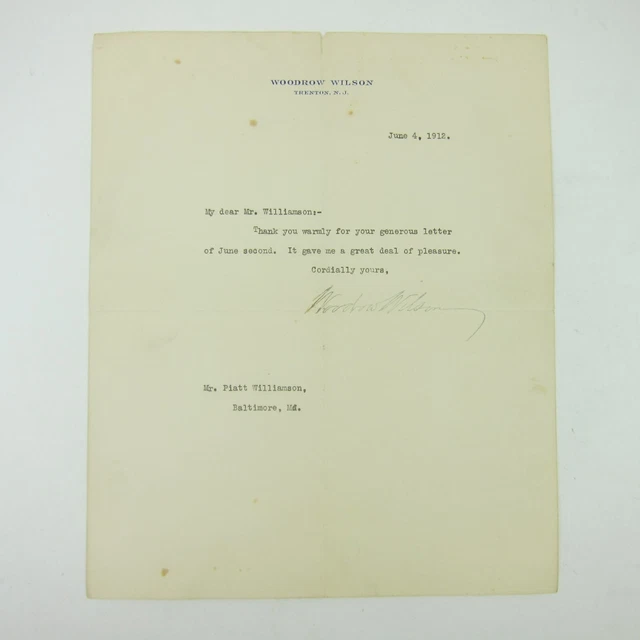 WOODROW WILSON
TRENTON, N. J.
June 4, 1912.
My dear Mr. Williamson:-
Thank you warmly for your generous letter
of June second. It gave me a great deal of pleasure.
Cordially yours,
Woodrow Wilson
Mr. Piatt Williamson,
Baltimore, Md.